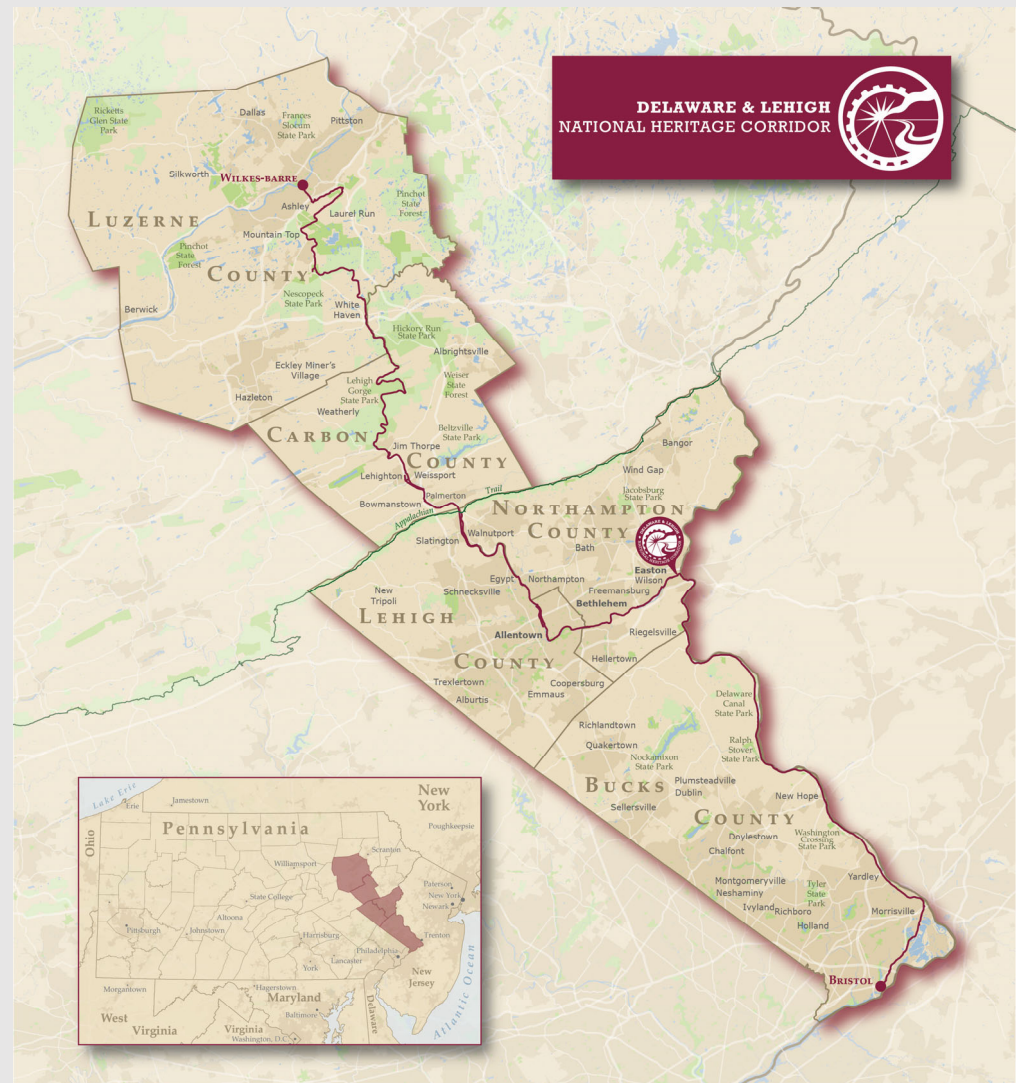 DELAWARE & LEHIGH
NATIONAL HERITAGE CORRIDOR
Ricketts
Glen State
Park
Dallas
Frances
Slocum
State Park
Pittston
Silkworth
WILKES-BARRE
Ashley
Laurel Run
Pinchot
State
Forest
LUZERNE
COUNTY
Mountain Top
Pinchot
State
Forest
Nescopeck
State Park
White
Haven
Berwick
Hickory Run
State Park
Albrightsville
Eckley Miner's
Village
Weiser
State
Forest
Lehigh
Gorge
State Park
Hazleton
Weatherly
CARBON
COUNTY
Beltzville
State Park
Jim Thorpe
Lehighton
Weissport
Bangor
Wind Gap
Palmerton
Bowmanstown
Appalachian
Trail
Jacobsburg
State Park
NORTHAMPTON
COUNTY
Walnutport
Slatington
Bath
DELAWARE & LEHIGH
Easton
Wilson
Egypt
Northampton
New
Tripoli
Schnecksville
Freemansburg
Bethlehem
LEHIGH
COUNTY
Allentown
Riegelsville
Hellertown
Trexlertown
Coopersburg
Emmaus
Alburtis
Delaware
Canal
State Park
Richlandtown
Quakertown
Ralph
Stover
State Park
Nockamixon
State Park
BUCKS
COUNTY
Plumsteadville
Dublin
New Hope
Sellersville
Doylestown
Washington
Crossing
State Park
Chalfont
Montgomeryville
Neshaminy
Tyler
State
Park
Yardley
Ivyland
Richboro
Morrisville
Holland
BRISTOL
Lake Erie
Erie
Jamestown
New
York
Ohio
Pennsylvania
Poughkeepsie
Scranton
Williamsport
State College
Paterson
New York
Newark
Altoona
Pittsburgh
Johnstown
Harrisburg
Trenton
Philadelphia
Lancaster
York
New
Jersey
Morgantown
Hagerstown
Maryland
Baltimore
Delaware
West
Virginia
Virginia
Washington, D.C.
Atlantic Ocean